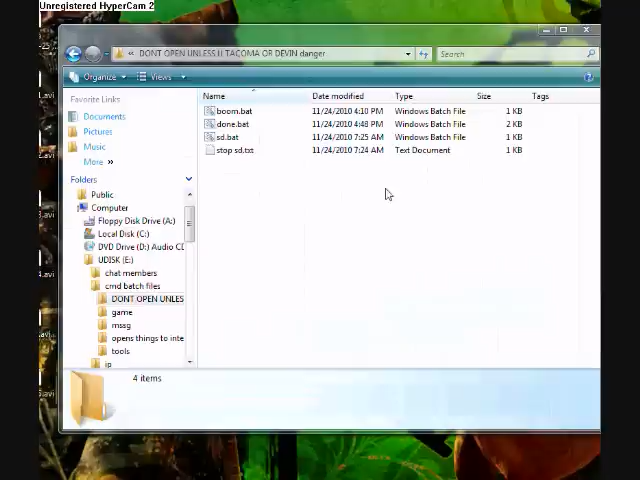 Unregistered HyperCam 2
DONT OPEN UNLESS U TACOMA OR DEVIN danger
Search
Organize
Views
Favorite Links
Documents
Pictures
Music
More »
Folders
Public
Computer
Floppy Disk Drive (A:)
Local Disk (C:)
DVD Drive (D:) Audio CD
UDISK (E:)
chat members
cmd batch files
DONT OPEN UNLES
game
mssg
opens things to inte
tools
ip
Name Date modified Type Size Tags
boom.bat 11/24/2010 4:10 PM Windows Batch File 1 KB
done.bat 11/24/2010 4:48 PM Windows Batch File 1 KB
sd.bat 11/24/2010 7:25 AM Windows Batch File 1 KB
stop sd.txt 11/24/2010 7:24 AM Text Document 1 KB
4 items